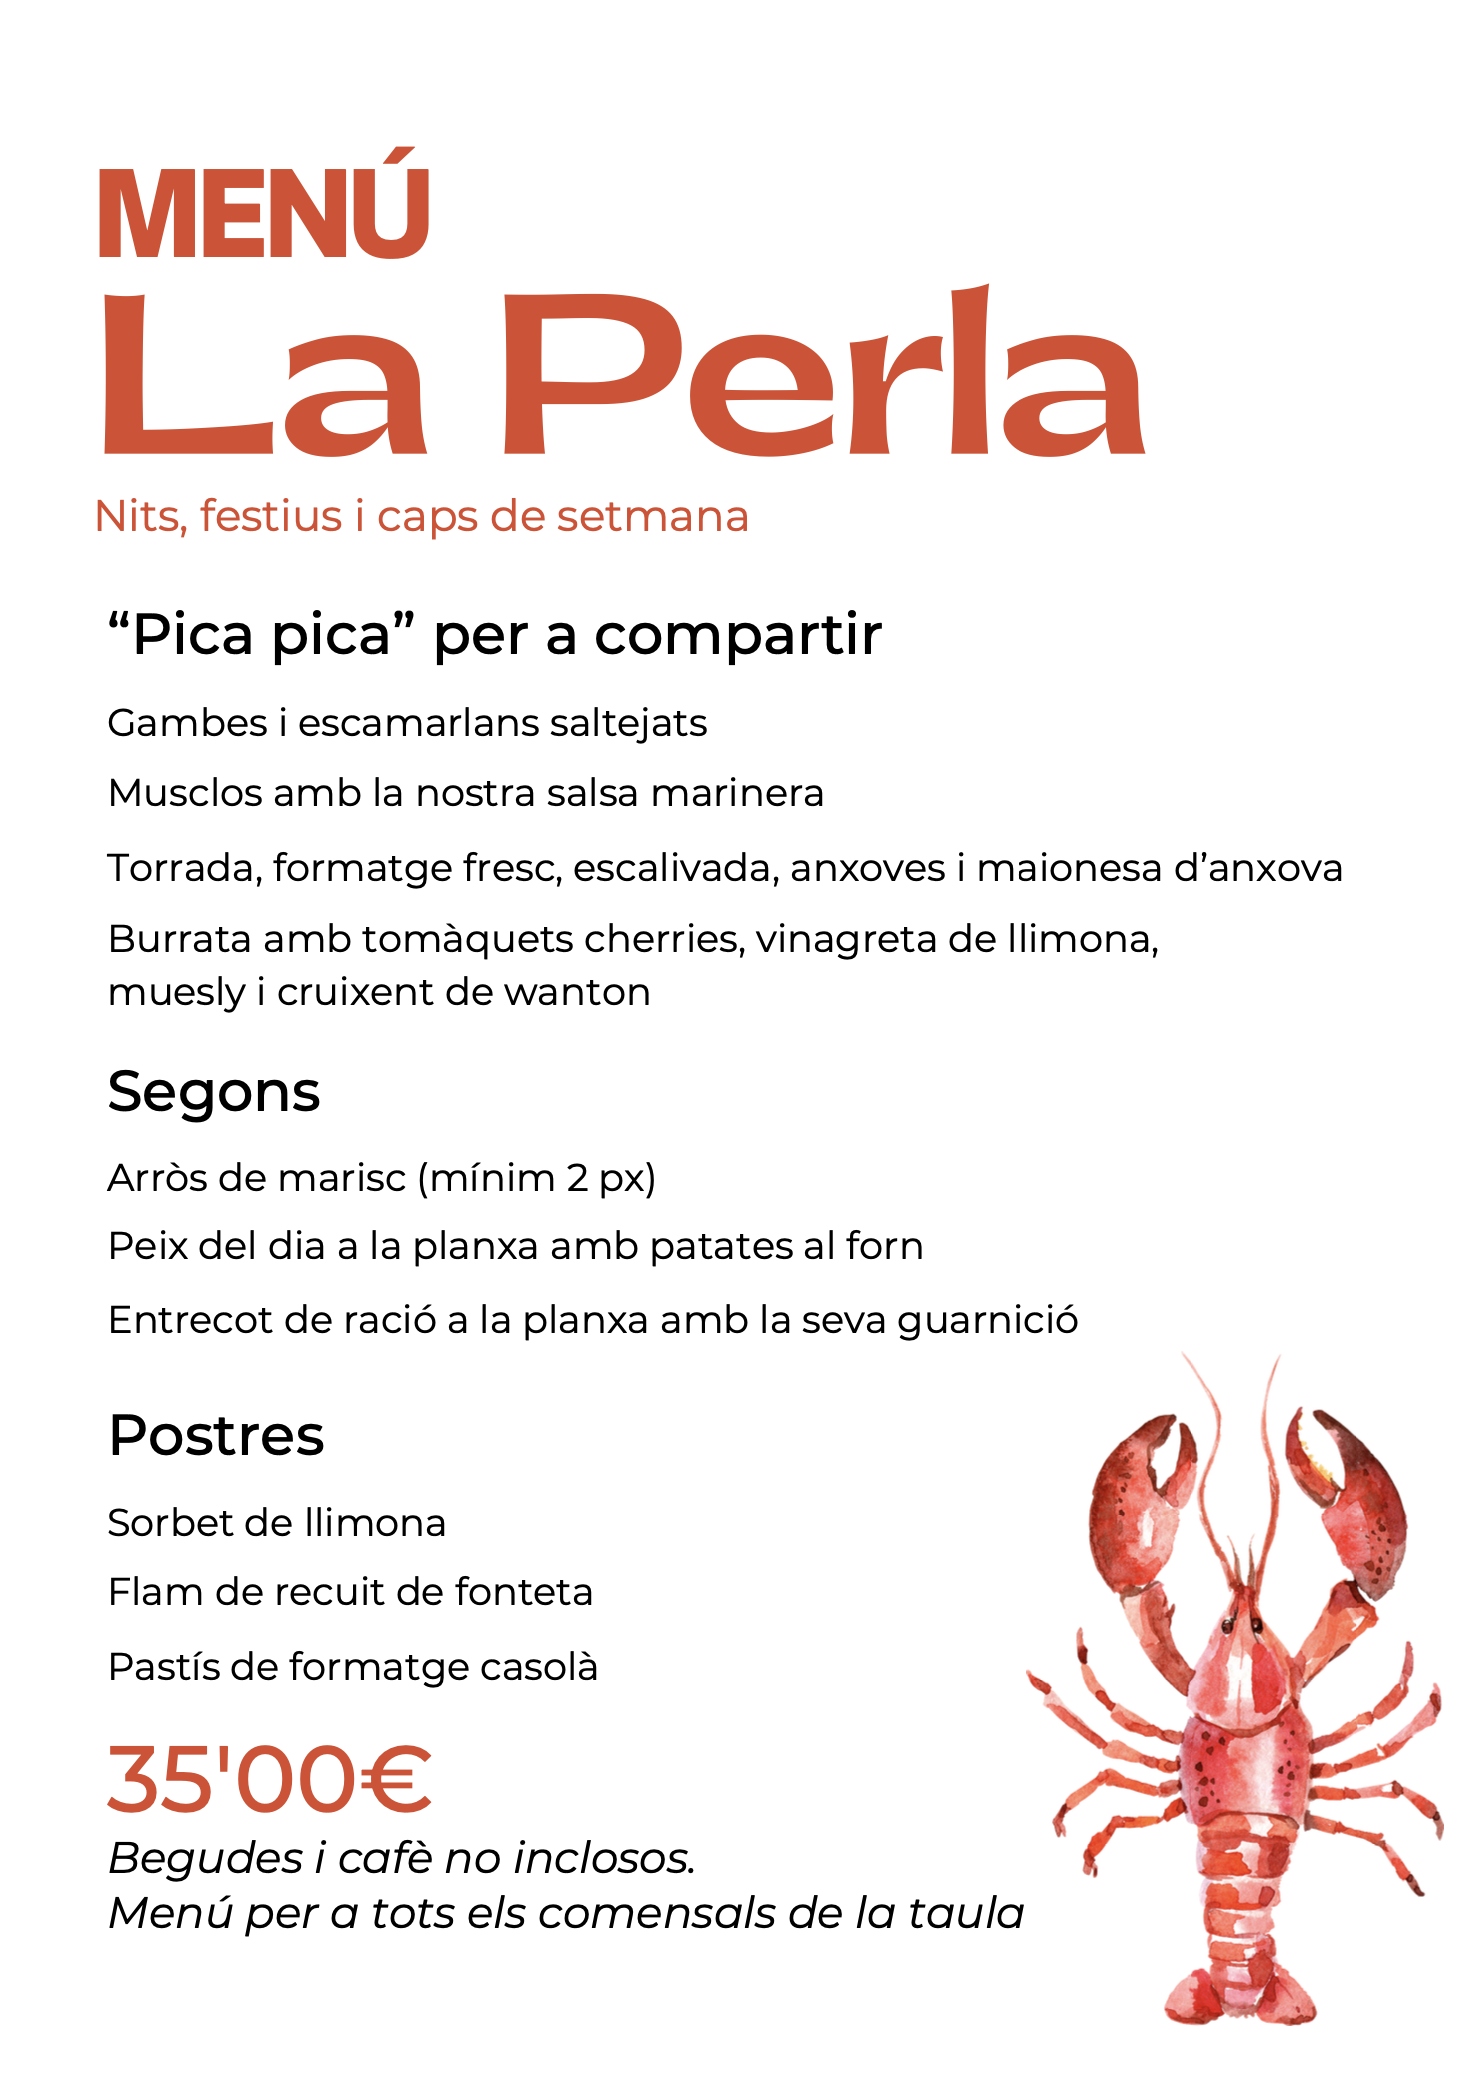 MENÚ
La Perla
Nits, festius i caps de setmana
“Pica pica” per a compartir
Gambes i escamarlans saltejats
Musclos amb la nostra salsa marinera
Torrada, formatge fresc, escalivada, anxoves i maionesa d’anxova
Burrata amb tomàquets cherries, vinagreta de llimona,
muesly i cruixent de wanton
Segons
Arròs de marisc (mínim 2 px)
Peix del dia a la planxa amb patates al forn
Entrecot de ració a la planxa amb la seva guarnició
Postres
Sorbet de llimona
Flam de recuit de fonteta
Pastís de formatge casolà
35'00€
Begudes i cafè no inclosos.
Menú per a tots els comensals de la taula